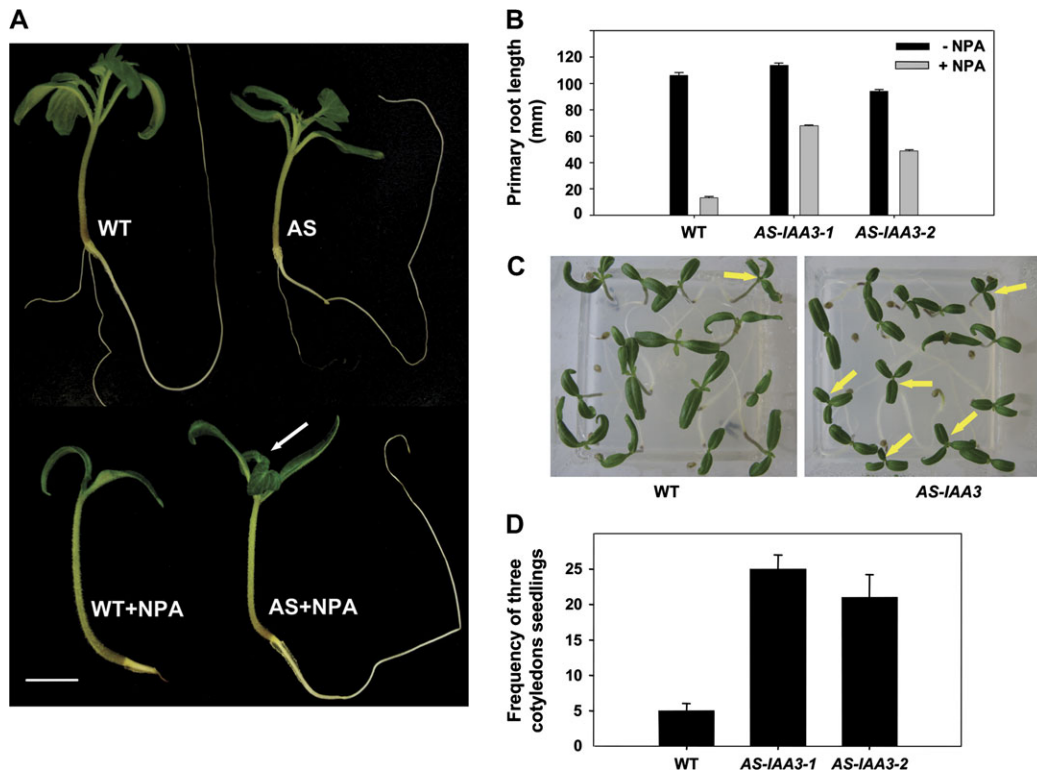 A
WT
AS
WT+NPA
AS+NPA
B
Primary root length
(mm)
120
100
80
60
40
20
0
- NPA
+ NPA
WT
AS-IAA3-1
AS-IAA3-2
C
WT
AS-IAA3
D
Frequency of three
cotyledons seedlings
25
20
15
10
5
0
WT
AS-IAA3-1
AS-IAA3-2